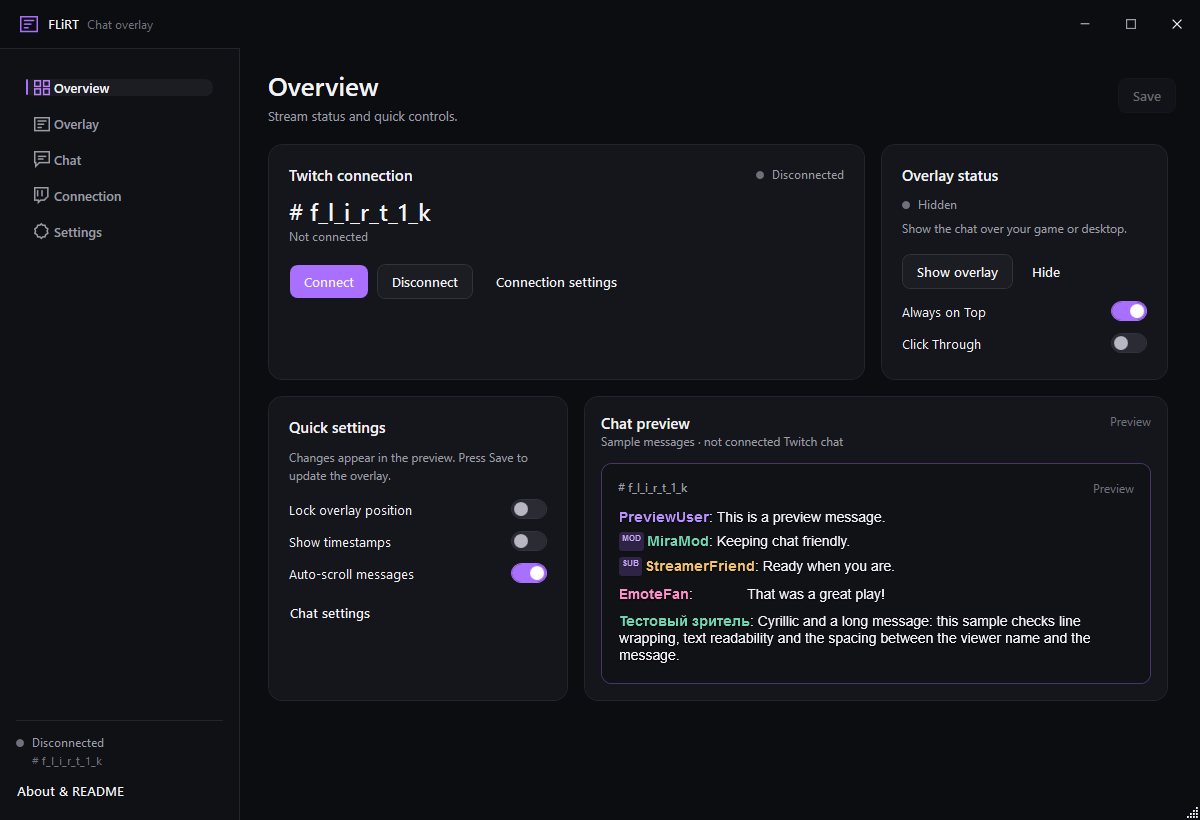 FLiRT Chat overlay
Overview
Overlay
Chat
Connection
Settings
Disconnected
# f_l_i_r_t_1_k
About & README
Overview
Stream status and quick controls.
Save
Twitch connection
Disconnected
# f_l_i_r_t_1_k
Not connected
Connect
Disconnect
Connection settings
Overlay status
Hidden
Show the chat over your game or desktop.
Show overlay
Hide
Always on Top
Click Through
Quick settings
Changes appear in the preview. Press Save to
update the overlay.
Lock overlay position
Show timestamps
Auto-scroll messages
Chat settings
Chat preview
Preview
Sample messages · not connected Twitch chat
# f_l_i_r_t_1_k
Preview
PreviewUser: This is a preview message.
MOD MiraMod: Keeping chat friendly.
SUB StreamerFriend: Ready when you are.
EmoteFan: That was a great play!
Тестовый зритель: Cyrillic and a long message: this sample checks line
wrapping, text readability and the spacing between the viewer name and the
message.